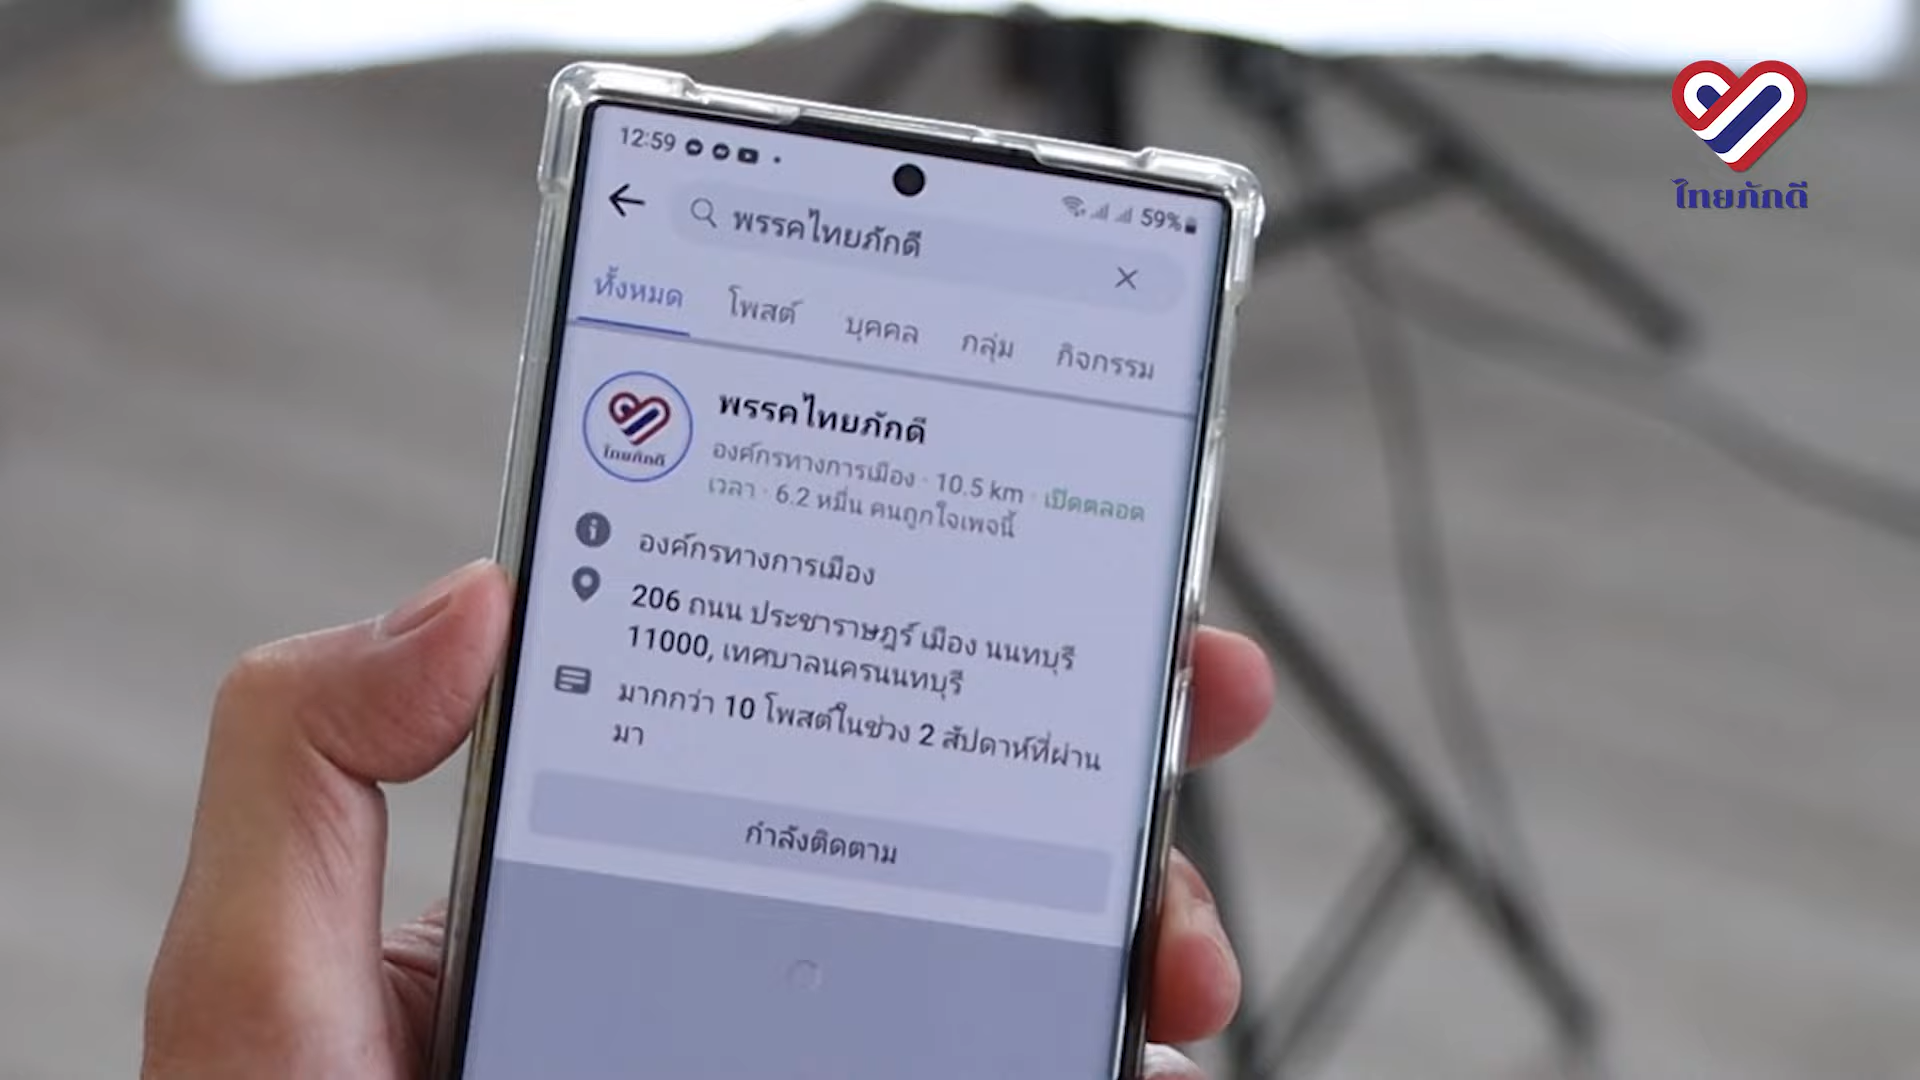 ไทยภักดี
12:59
59%
พรรคไทยภักดี
ทั้งหมด โพสต์ บุคคล กลุ่ม กิจกรรม
พรรคไทยภักดี
องค์กรทางการเมือง · 10.5 km · เปิดตลอด
เวลา · 6.2 หมื่น คนถูกใจเพจนี้
ไทยภักดี
องค์กรทางการเมือง
206 ถนน ประชาราษฎร์ เมือง นนทบุรี
11000, เทศบาลนครนนทบุรี
มากกว่า 10 โพสต์ในช่วง 2 สัปดาห์ที่ผ่าน
มา
กำลังติดตาม